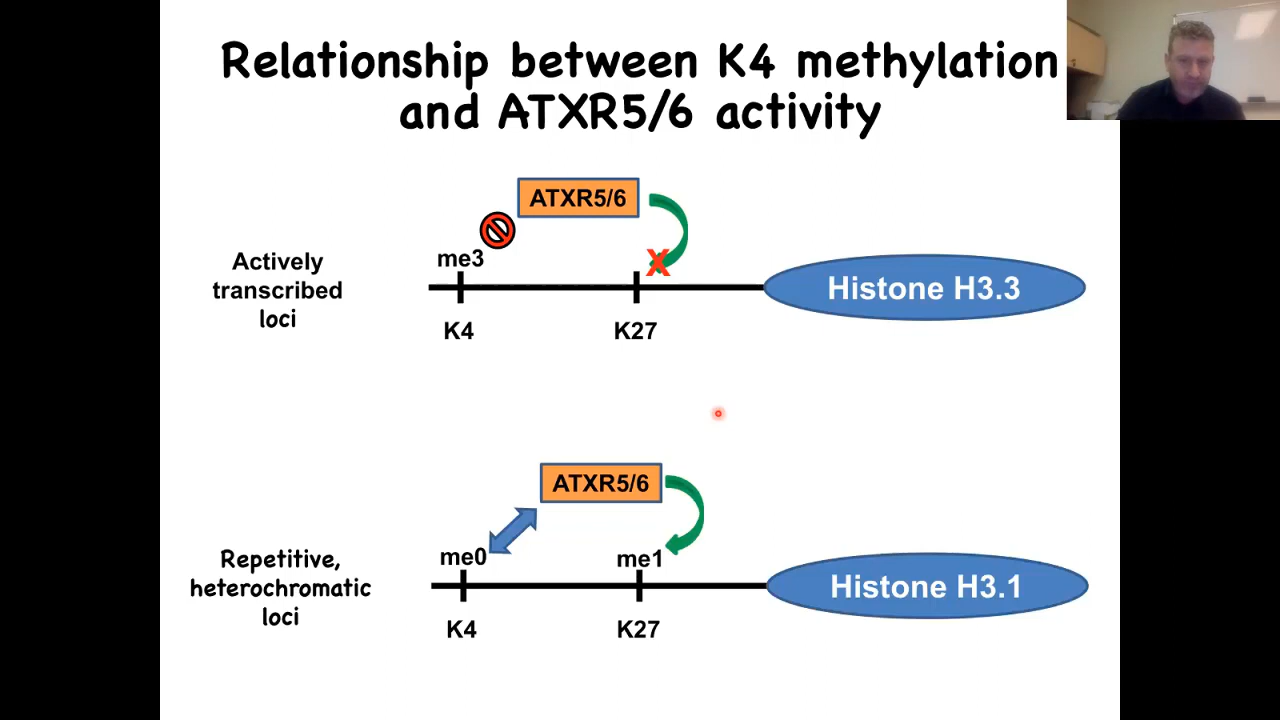 Relationship between K4 methylation
and ATXR5/6 activity
ATXR5/6
me3
X
Actively
transcribed
loci
Histone H3.3
K4
K27
ATXR5/6
me0
me1
Repetitive,
heterochromatic
loci
Histone H3.1
K4
K27